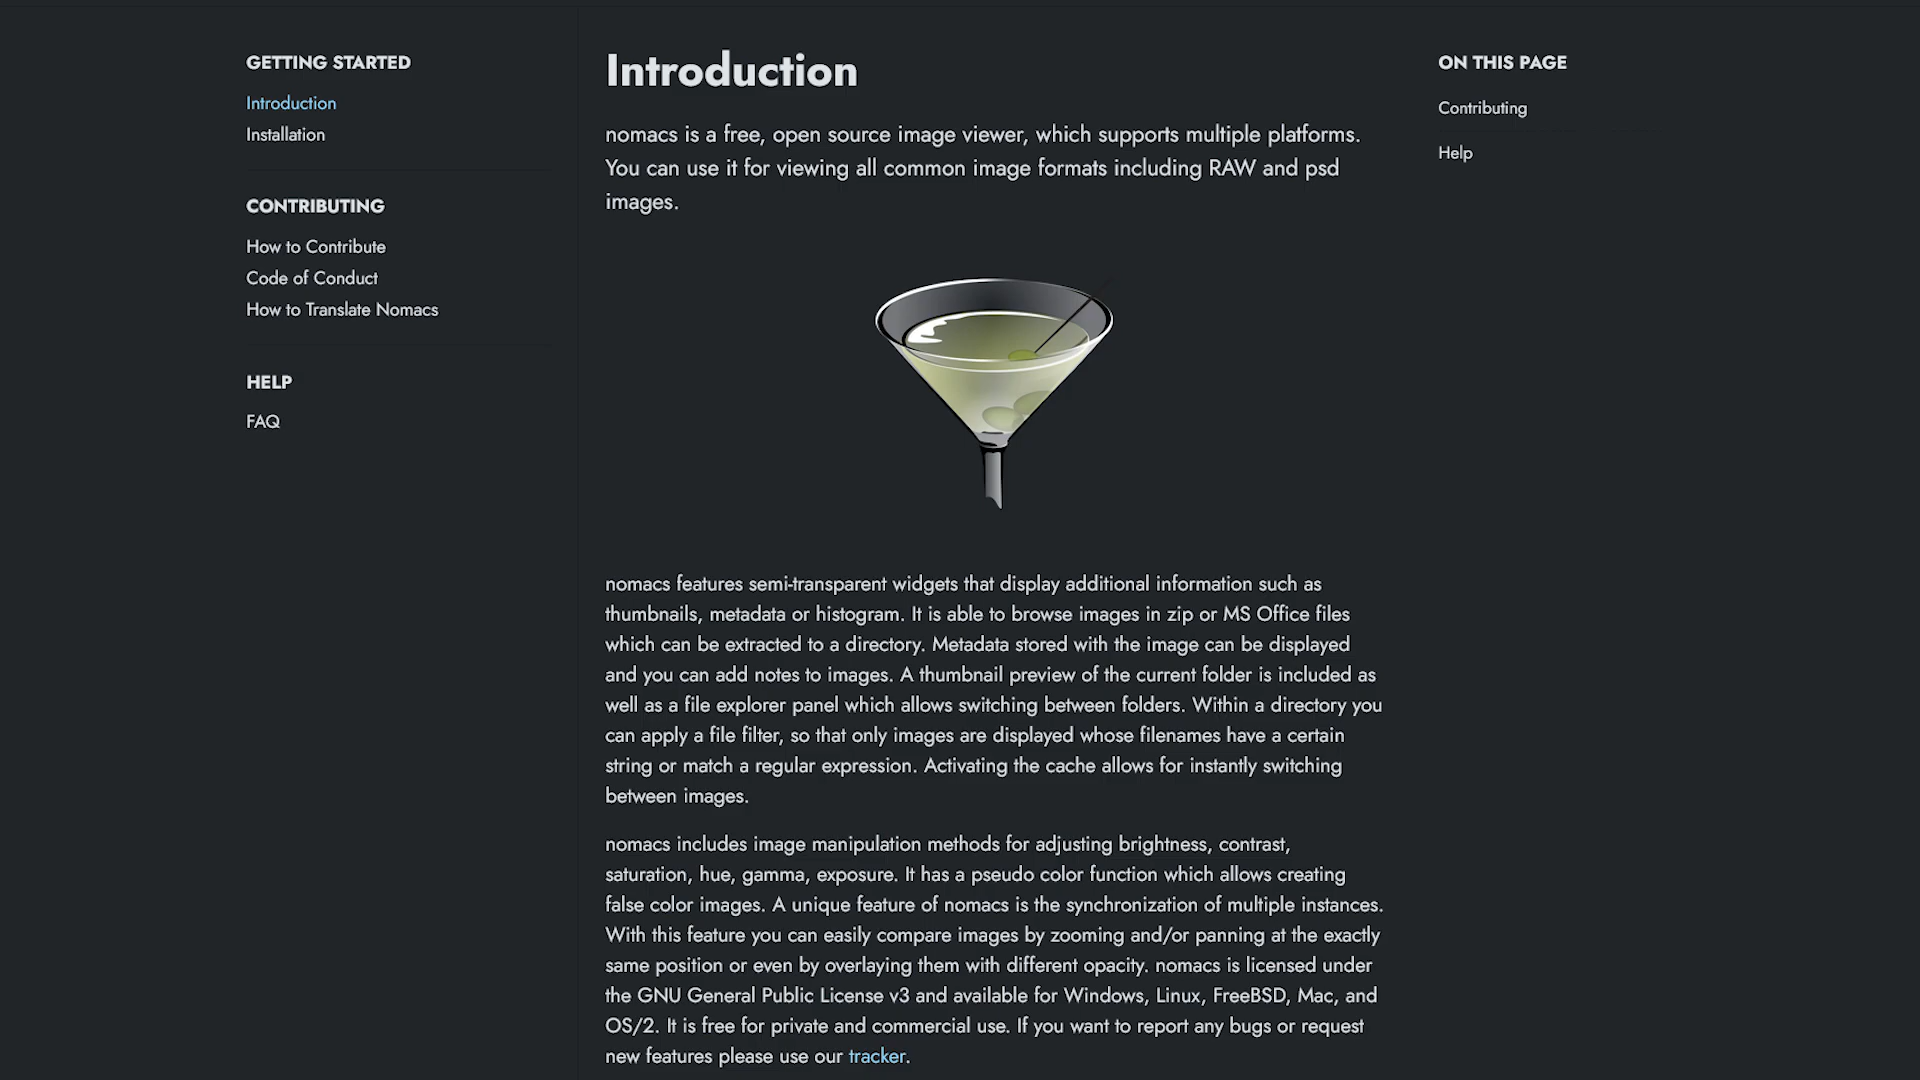 GETTING STARTED
Introduction
Installation
CONTRIBUTING
How to Contribute
Code of Conduct
How to Translate Nomacs
HELP
FAQ
Introduction
nomacs is a free, open source image viewer, which supports multiple platforms.
You can use it for viewing all common image formats including RAW and psd
images.
nomacs features semi-transparent widgets that display additional information such as
thumbnails, metadata or histogram. It is able to browse images in zip or MS Office files
which can be extracted to a directory. Metadata stored with the image can be displayed
and you can add notes to images. A thumbnail preview of the current folder is included as
well as a file explorer panel which allows switching between folders. Within a directory you
can apply a file filter, so that only images are displayed whose filenames have a certain
string or match a regular expression. Activating the cache allows for instantly switching
between images.
nomacs includes image manipulation methods for adjusting brightness, contrast,
saturation, hue, gamma, exposure. It has a pseudo color function which allows creating
false color images. A unique feature of nomacs is the synchronization of multiple instances.
With this feature you can easily compare images by zooming and/or panning at the exactly
same position or even by overlaying them with different opacity. nomacs is licensed under
the GNU General Public License v3 and available for Windows, Linux, FreeBSD, Mac, and
OS/2. It is free for private and commercial use. If you want to report any bugs or request
new features please use our tracker.
ON THIS PAGE
Contributing
Help